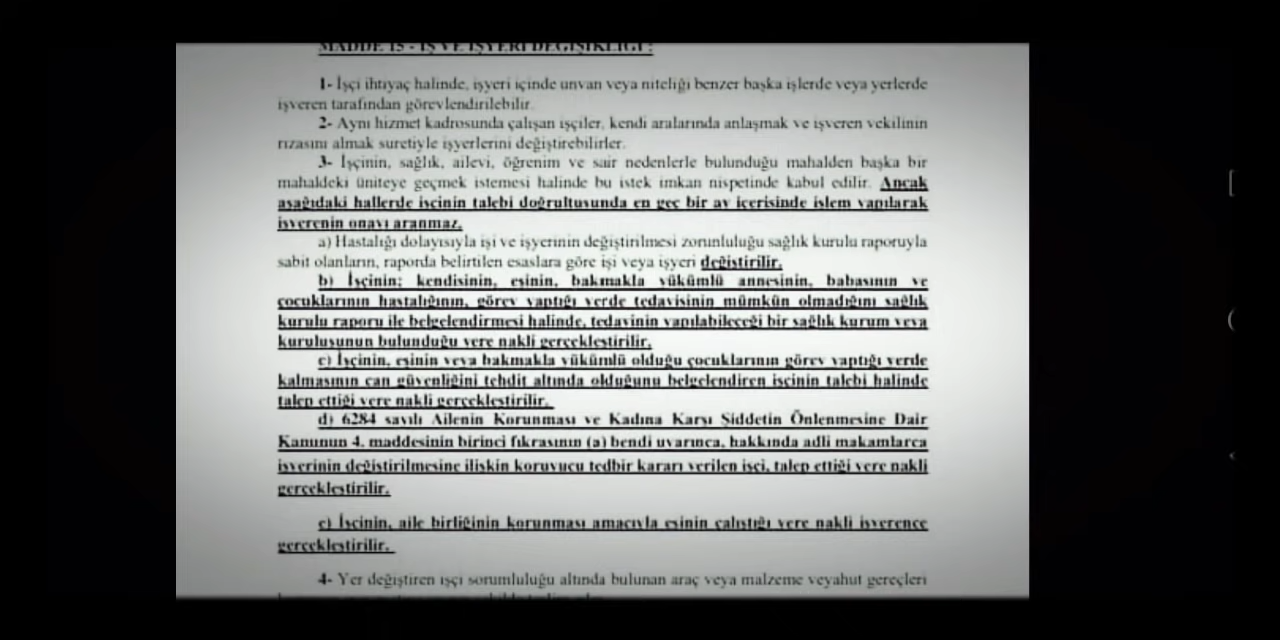 MADDE 15 - İŞ VE İŞYERİ DEĞİŞİKLİĞİ :
1- İşçi ihtiyaç halinde, işyeri içinde unvan veya niteliği benzer başka işlerde veya yerlerde
işveren tarafından görevlendirilebilir.
2- Aynı hizmet kadrosunda çalışan işçiler, kendi aralarında anlaşmak ve işveren vekilinin
rızasını almak suretiyle işyerlerini değiştirebilirler.
3- İşçinin, sağlık, ailevi, öğrenim ve sair nedenlerle bulunduğu mahalden başka bir
mahaldeki üniteye geçmek istemesi halinde bu istek imkan nispetinde kabul edilir. Ancak
aşağıdaki hallerde işçinin talebi doğrultusunda en geç bir ay içerisinde işlem yapılarak
işverenin onayı aranmaz.
a) Hastalığı dolayısıyla işi ve işyerinin değiştirilmesi zorunluluğu sağlık kurulu raporuyla
sabit olanların, raporda belirtilen esaslara göre işi veya işyeri değiştirilir.
b) İşçinin; kendisinin, eşinin, bakmakla yükümlü annesinin, babasının ve
çocuklarının hastalığının, görev yaptığı yerde tedavisinin mümkün olmadığını sağlık
kurulu raporu ile belgelendirmesi halinde, tedavinin yapılabileceği bir sağlık kurum veya
kuruluşunun bulunduğu yere nakli gerçekleştirilir.
c) İşçinin, eşinin veya bakmakla yükümlü olduğu çocuklarının görev yaptığı yerde
kalmasının can güvenliğini tehdit altında olduğunu belgelendiren işçinin talebi halinde
talep ettiği yere nakli gerçekleştirilir.
d) 6284 sayılı Ailenin Korunması ve Kadına Karşı Şiddetin Önlenmesine Dair
Kanunun 4. maddesinin birinci fıkrasının (a) bendi uyarınca, hakkında adli makamlarca
işyerinin değiştirilmesine ilişkin koruyucu tedbir kararı verilen işçi, talep ettiği yere nakli
gerçekleştirilir.
e) İşçinin, aile birliğinin korunması amacıyla eşinin çalıştığı yere nakli işverence
gerçekleştirilir.
4- Yer değiştiren işçi sorumluluğu altında bulunan araç veya malzeme veyahut gereçleri